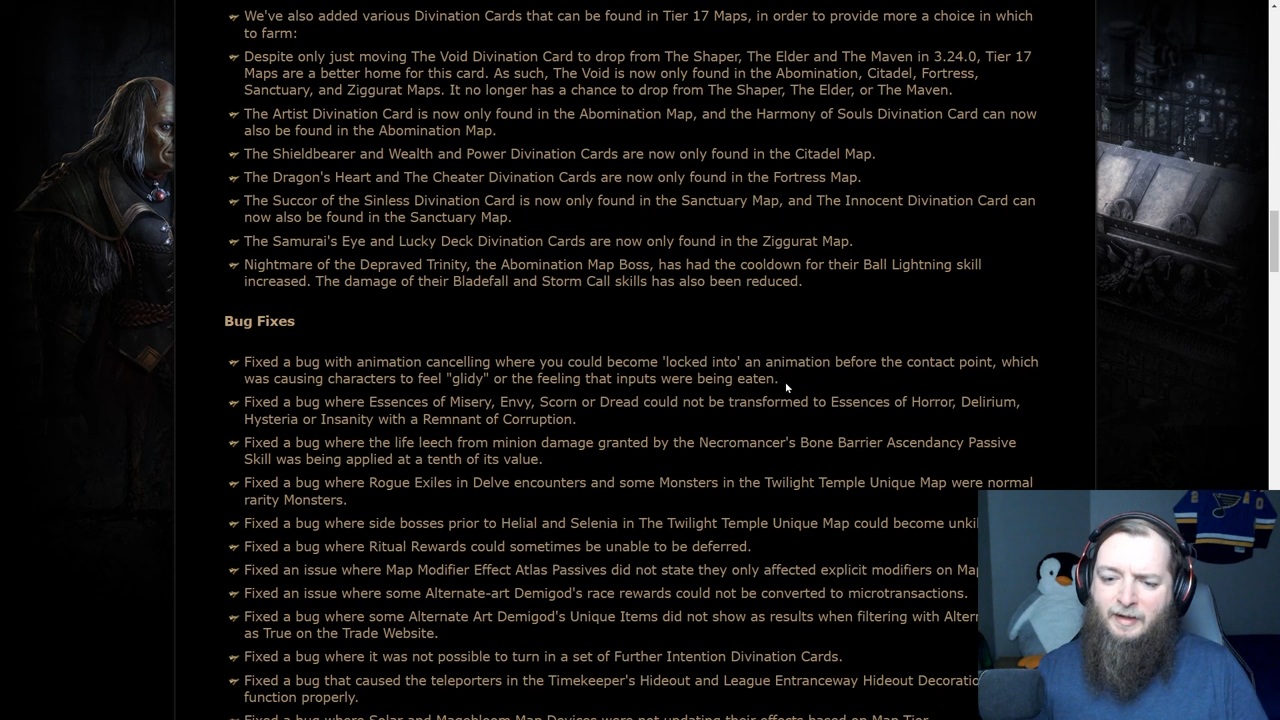 We've also added various Divination Cards that can be found in Tier 17 Maps, in order to provide more a choice in which
to farm:
Despite only just moving The Void Divination Card to drop from The Shaper, The Elder and The Maven in 3.24.0, Tier 17
Maps are a better home for this card. As such, The Void is now only found in the Abomination, Citadel, Fortress,
Sanctuary, and Ziggurat Maps. It no longer has a chance to drop from The Shaper, The Elder, or The Maven.
The Artist Divination Card is now only found in the Abomination Map, and the Harmony of Souls Divination Card can now
also be found in the Abomination Map.
The Shieldbearer and Wealth and Power Divination Cards are now only found in the Citadel Map.
The Dragon's Heart and The Cheater Divination Cards are now only found in the Fortress Map.
The Succor of the Sinless Divination Card is now only found in the Sanctuary Map, and The Innocent Divination Card can
now also be found in the Sanctuary Map.
The Samurai's Eye and Lucky Deck Divination Cards are now only found in the Ziggurat Map.
Nightmare of the Depraved Trinity, the Abomination Map Boss, has had the cooldown for their Ball Lightning skill
increased. The damage of their Bladefall and Storm Call skills has also been reduced.
Bug Fixes
Fixed a bug with animation cancelling where you could become 'locked into' an animation before the contact point, which
was causing characters to feel "glidy" or the feeling that inputs were being eaten.
Fixed a bug where Essences of Misery, Envy, Scorn or Dread could not be transformed to Essences of Horror, Delirium,
Hysteria or Insanity with a Remnant of Corruption.
Fixed a bug where the life leech from minion damage granted by the Necromancer's Bone Barrier Ascendancy Passive
Skill was being applied at a tenth of its value.
Fixed a bug where Rogue Exiles in Delve encounters and some Monsters in the Twilight Temple Unique Map were normal
rarity Monsters.
Fixed a bug where side bosses prior to Helial and Selenia in The Twilight Temple Unique Map could become unki
Fixed a bug where Ritual Rewards could sometimes be unable to be deferred.
Fixed an issue where Map Modifier Effect Atlas Passives did not state they only affected explicit modifiers on Map
Fixed an issue where some Alternate-art Demigod's race rewards could not be converted to microtransactions.
Fixed a bug where some Alternate Art Demigod's Unique Items did not show as results when filtering with Altern
as True on the Trade Website.
Fixed a bug where it was not possible to turn in a set of Further Intention Divination Cards.
Fixed a bug that caused the teleporters in the Timekeeper's Hideout and League Entranceway Hideout Decoratio
function properly.
Fixed a bug where Solar and Magebloom Map Devices were not updating their effects based on Map Tier